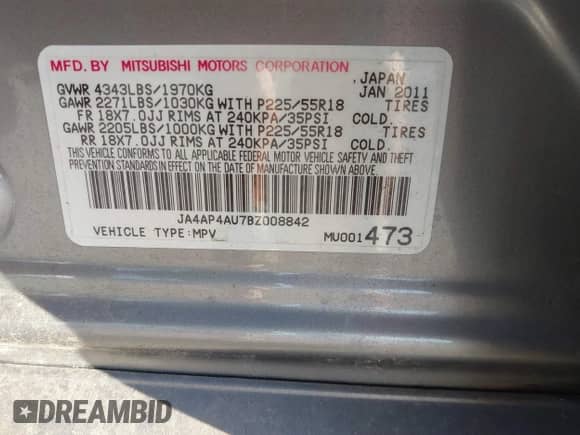 MFD. BY MITSUBISHI MOTORS CORPORATION
, JAPAN
GVWR 4343LBS/1970KG JAN 2011
GAWR 2271LBS/1030KG WITH P225/55R18 TIRES
FR 18X7.0JJ RIMS AT 240KPA/35PSI COLD.
GAWR 2205LBS/1000KG WITH P225/55R18 TIRES
RR 18X7.0JJ RIMS AT 240KPA/35PSI COLD.
THIS VEHICLE CONFORMS TO ALL APPLICABLE FEDERAL MOTOR VEHICLE SAFETY AND THEFT
PREVENTION STANDARDS IN EFFECT ON THE DATE OF MANUFACTURE SHOWN ABOVE.
JA4AP4AU7BZ008842
VEHICLE TYPE:MPV MU001473
DREAMBID